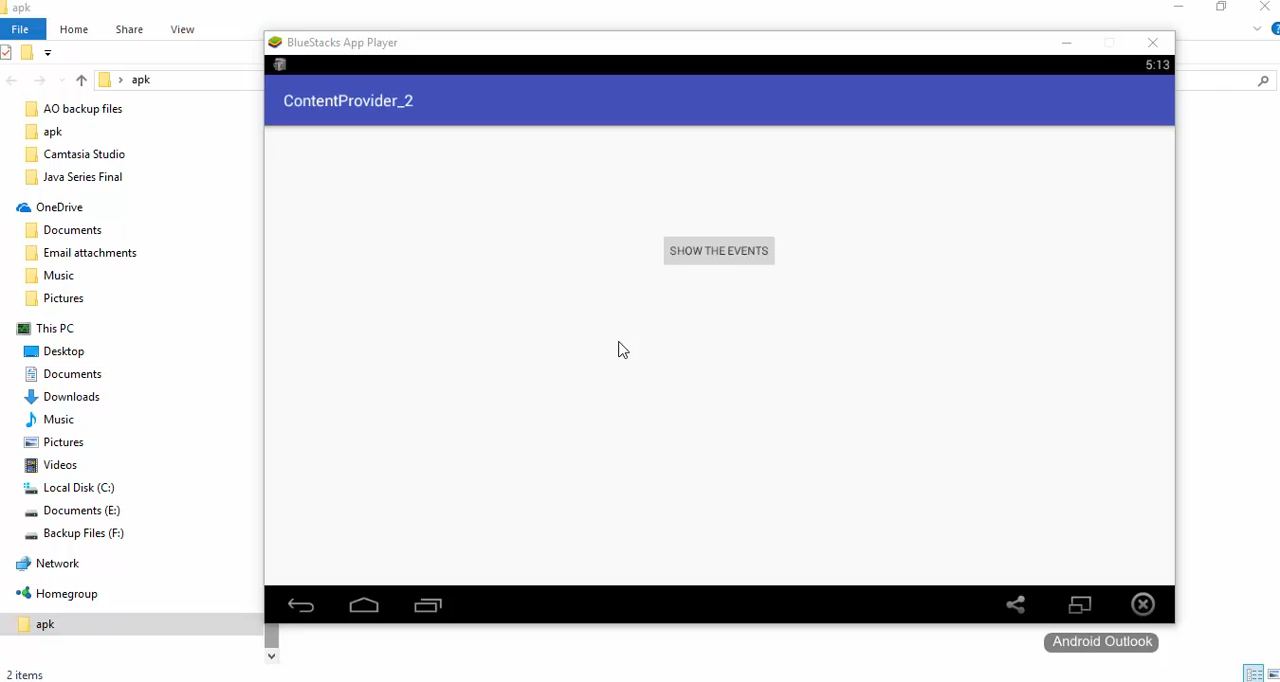 apk
File
Home
Share
View
apk
BlueStacks App Player
5:13
ContentProvider_2
SHOW THE EVENTS
AO backup files
apk
Camtasia Studio
Java Series Final
OneDrive
Documents
Email attachments
Music
Pictures
This PC
Desktop
Documents
Downloads
Music
Pictures
Videos
Local Disk (C:)
Documents (E:)
Backup Files (F:)
Network
Homegroup
apk
Android Outlook
2 items